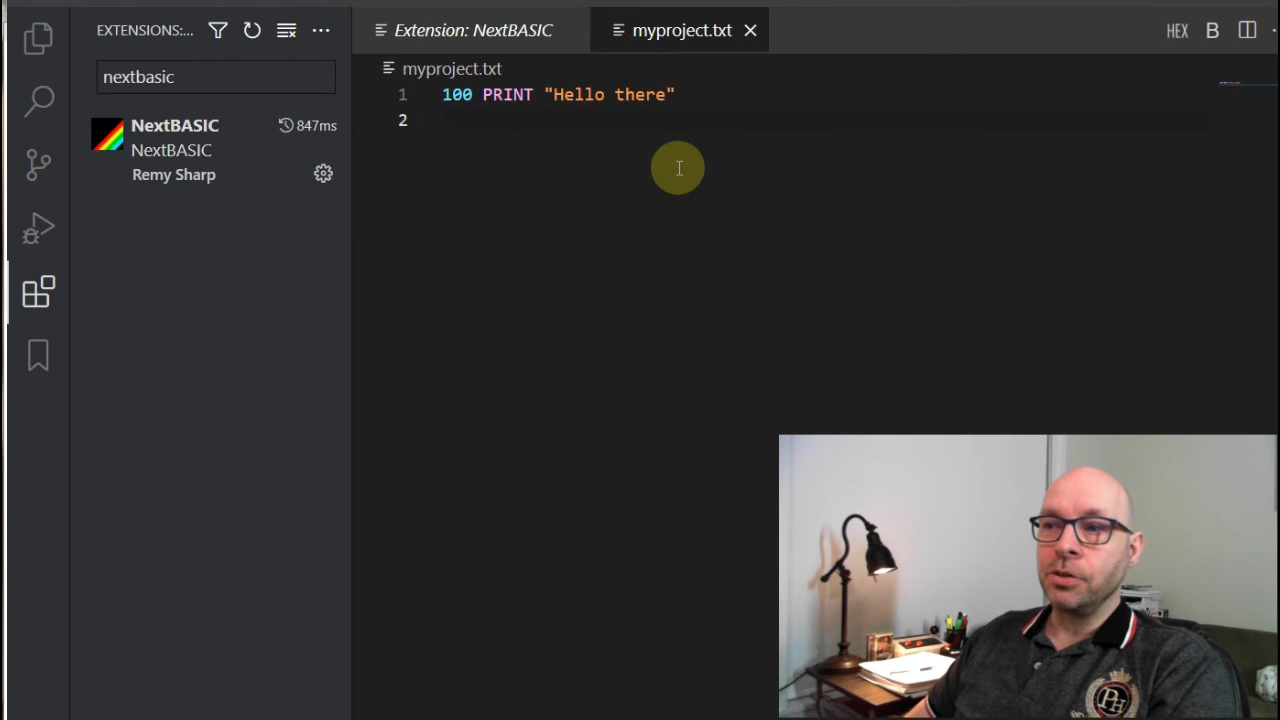 EXTENSIONS:...
nextbasic
NextBASIC
847ms
NextBASIC
Remy Sharp
Extension: NextBASIC
myproject.txt
HEX
B
myproject.txt
1 100 PRINT "Hello there"
2
PH